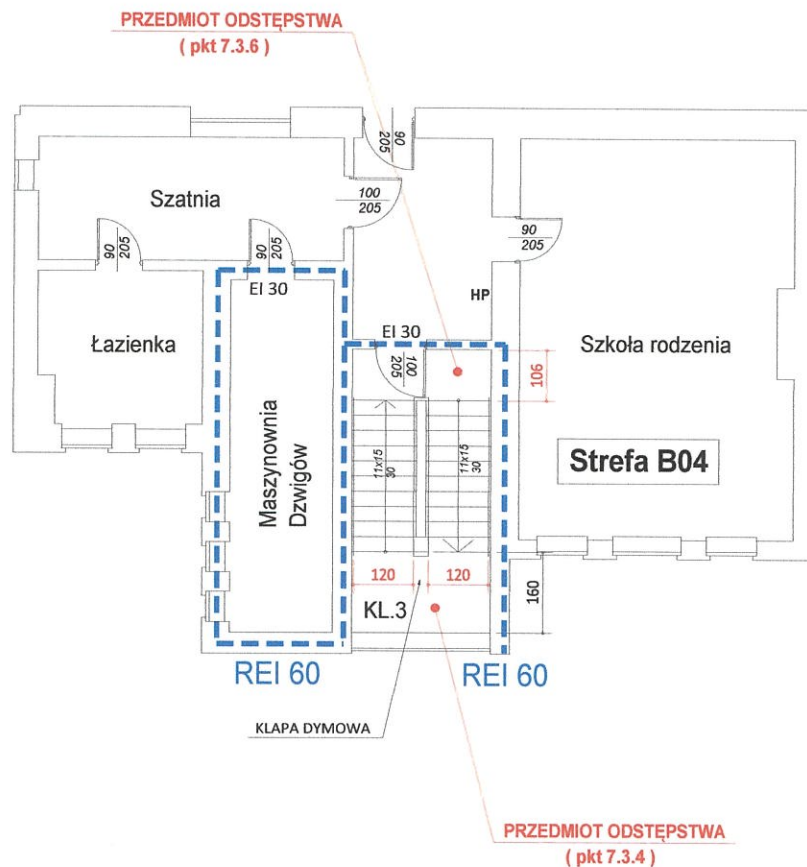 PRZEDMIOT ODSTĘPSTWA
( pkt 7.3.6 )
90
205
Szatnia
100
205
90
205
90
205
90
205
EI 30
HP
EI 30
Łazienka
100
205
106
Szkoła rodzenia
Maszynownia
Dzwigów
11x15
30
11x15
30
Strefa B04
120
120
160
KL.3
REI 60
REI 60
KLAPA DYMOWA
PRZEDMIOT ODSTĘPSTWA
( pkt 7.3.4 )